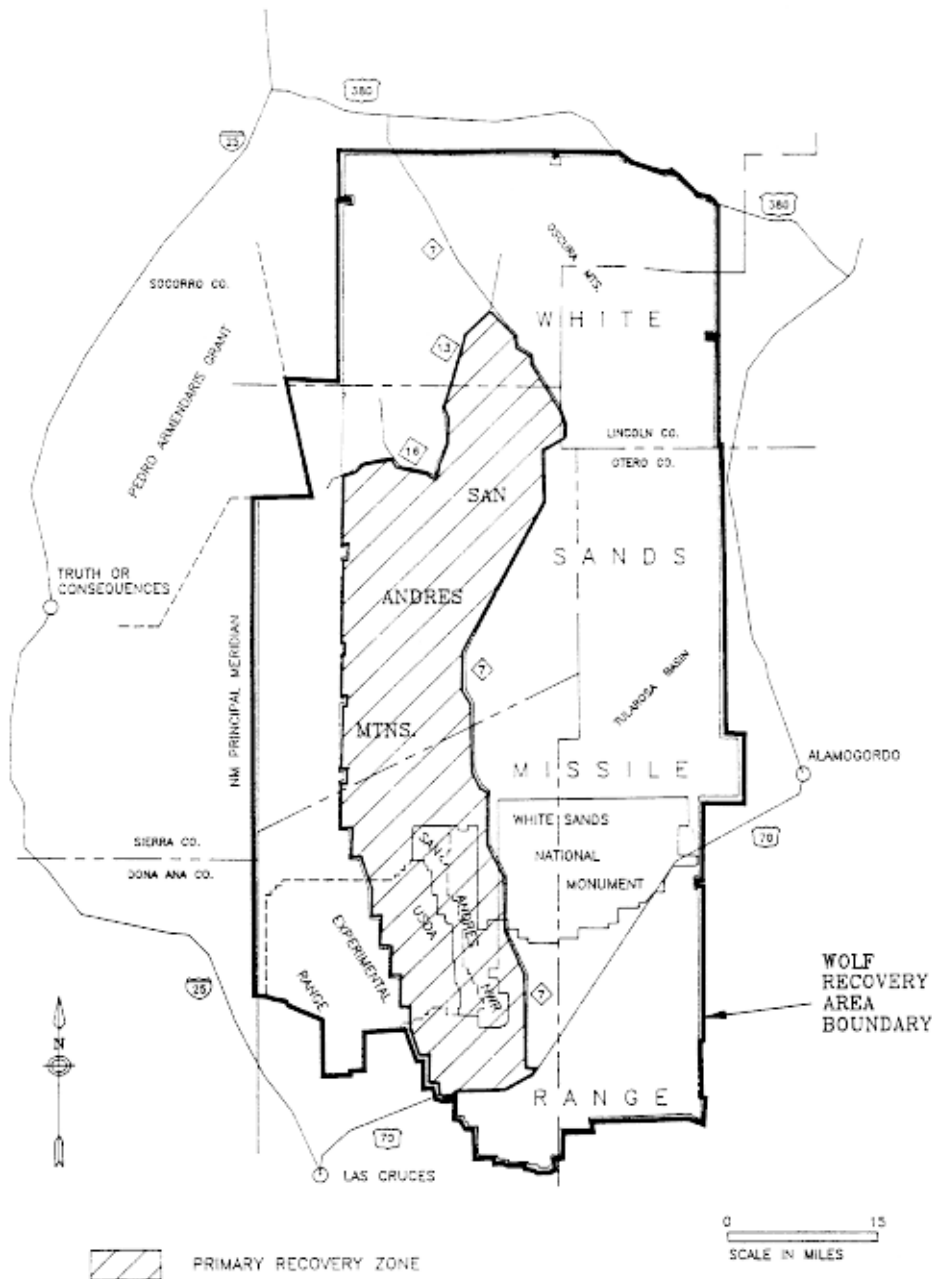 380
25
380
7
OSCURA MTS.
SOCORRO CO.
WHITE
13
PEDRO ARMENDARIS GRANT
LINCOLN CO.
16
OTERO CO.
SAN
SANDS
TRUTH OR
CONSEQUENCES
ANDRES
7
NM PRINCIPAL MERIDIAN
TULAROSA BASIN
MTNS.
ALAMOGORDO
MISSILE
WHITE SANDS
70
SIERRA CO.
SAN
NATIONAL
DONA ANA CO.
MONUMENT
USDA
ANDRES
EXPERIMENTAL
WOLF
RECOVERY
AREA
BOUNDARY
RANGE
25
NWR
7
N
RANGE
70
LAS CRUCES
0 15
SCALE IN MILES
PRIMARY RECOVERY ZONE